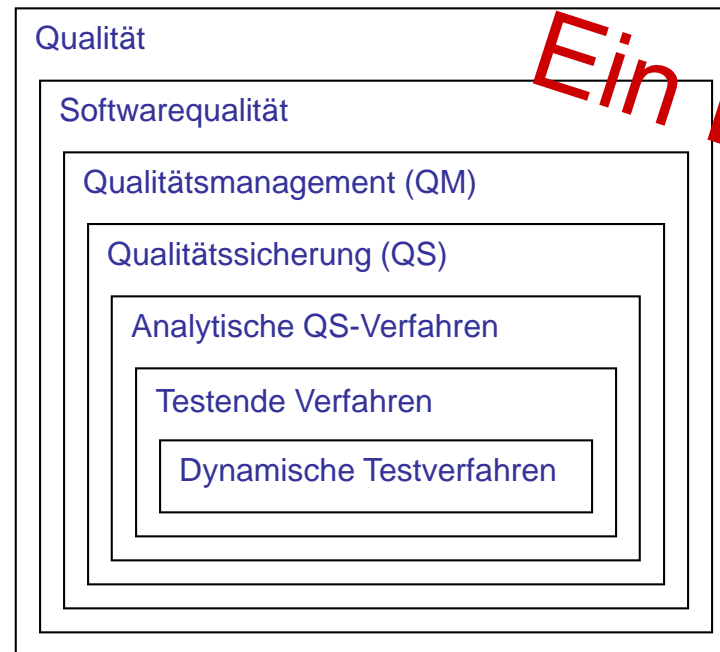 Qualität
Ein
Softwarequalität
Qualitätsmanagement (QM)
Qualitätssicherung (QS)
Analytische QS-Verfahren
Testende Verfahren
Dynamische Testverfahren